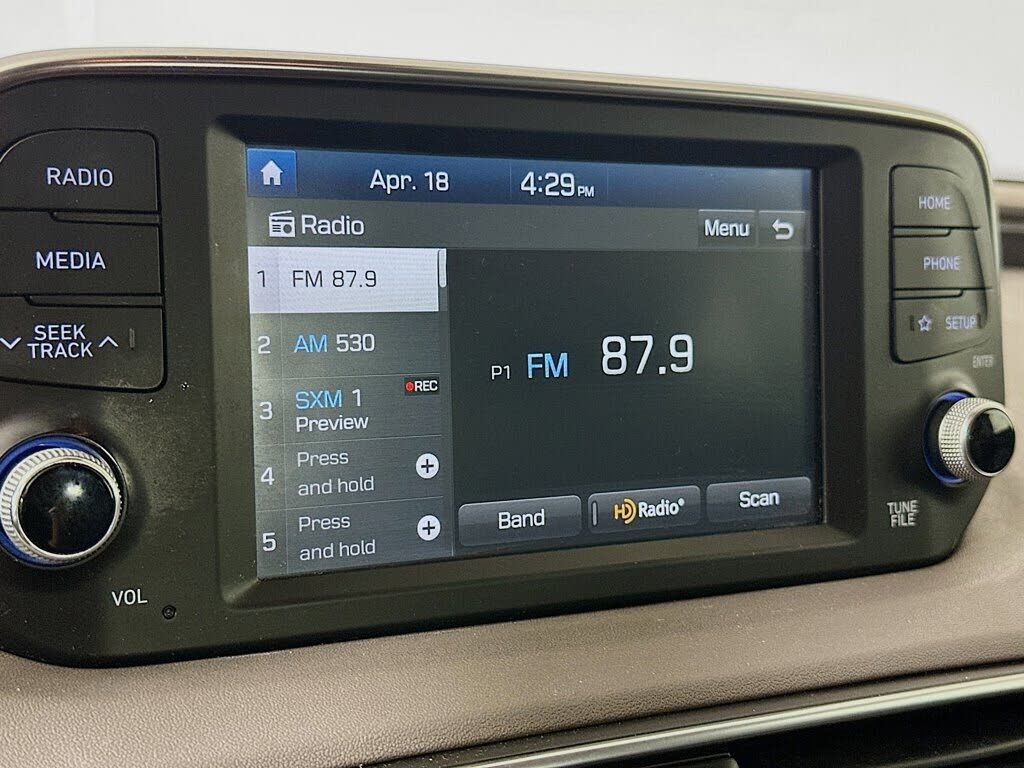 RADIO
MEDIA
SEEK
TRACK
VOL
Apr. 18
4:29 PM
Radio
Menu
1 FM 87.9
2 AM 530
3 SXM 1
REC
Preview
4 Press
and hold
5 Press
and hold
P1 FM 87.9
Band
HD Radio®
Scan
HOME
PHONE
SETUP
ENTER
TUNE
FILE